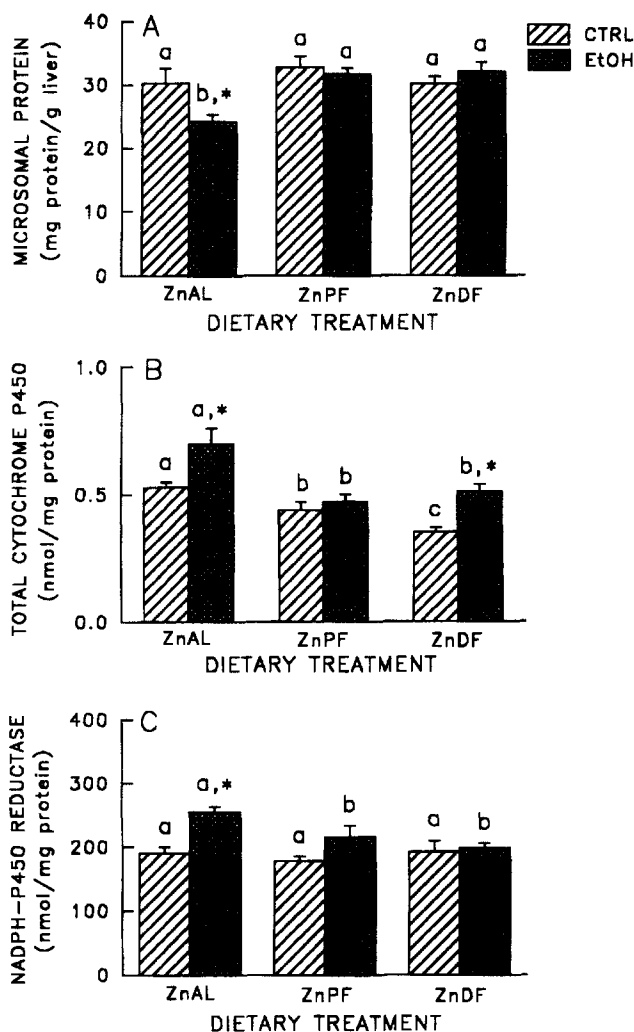 A
CTRL
EtOH
MICROSOMAL PROTEIN
(mg protein/g liver)
40
30
20
10
0
a
b,*
a
a
a
a
ZnAL
ZnPF
ZnDF
DIETARY TREATMENT
B
TOTAL CYTOCHROME P450
(nmol/mg protein)
1.0
0.5
0.0
a
a,*
b
b
c
b,*
ZnAL
ZnPF
ZnDF
DIETARY TREATMENT
C
NADPH-P450 REDUCTASE
(nmol/mg protein)
400
300
200
100
0
a
a,*
a
b
a
b
ZnAL
ZnPF
ZnDF
DIETARY TREATMENT